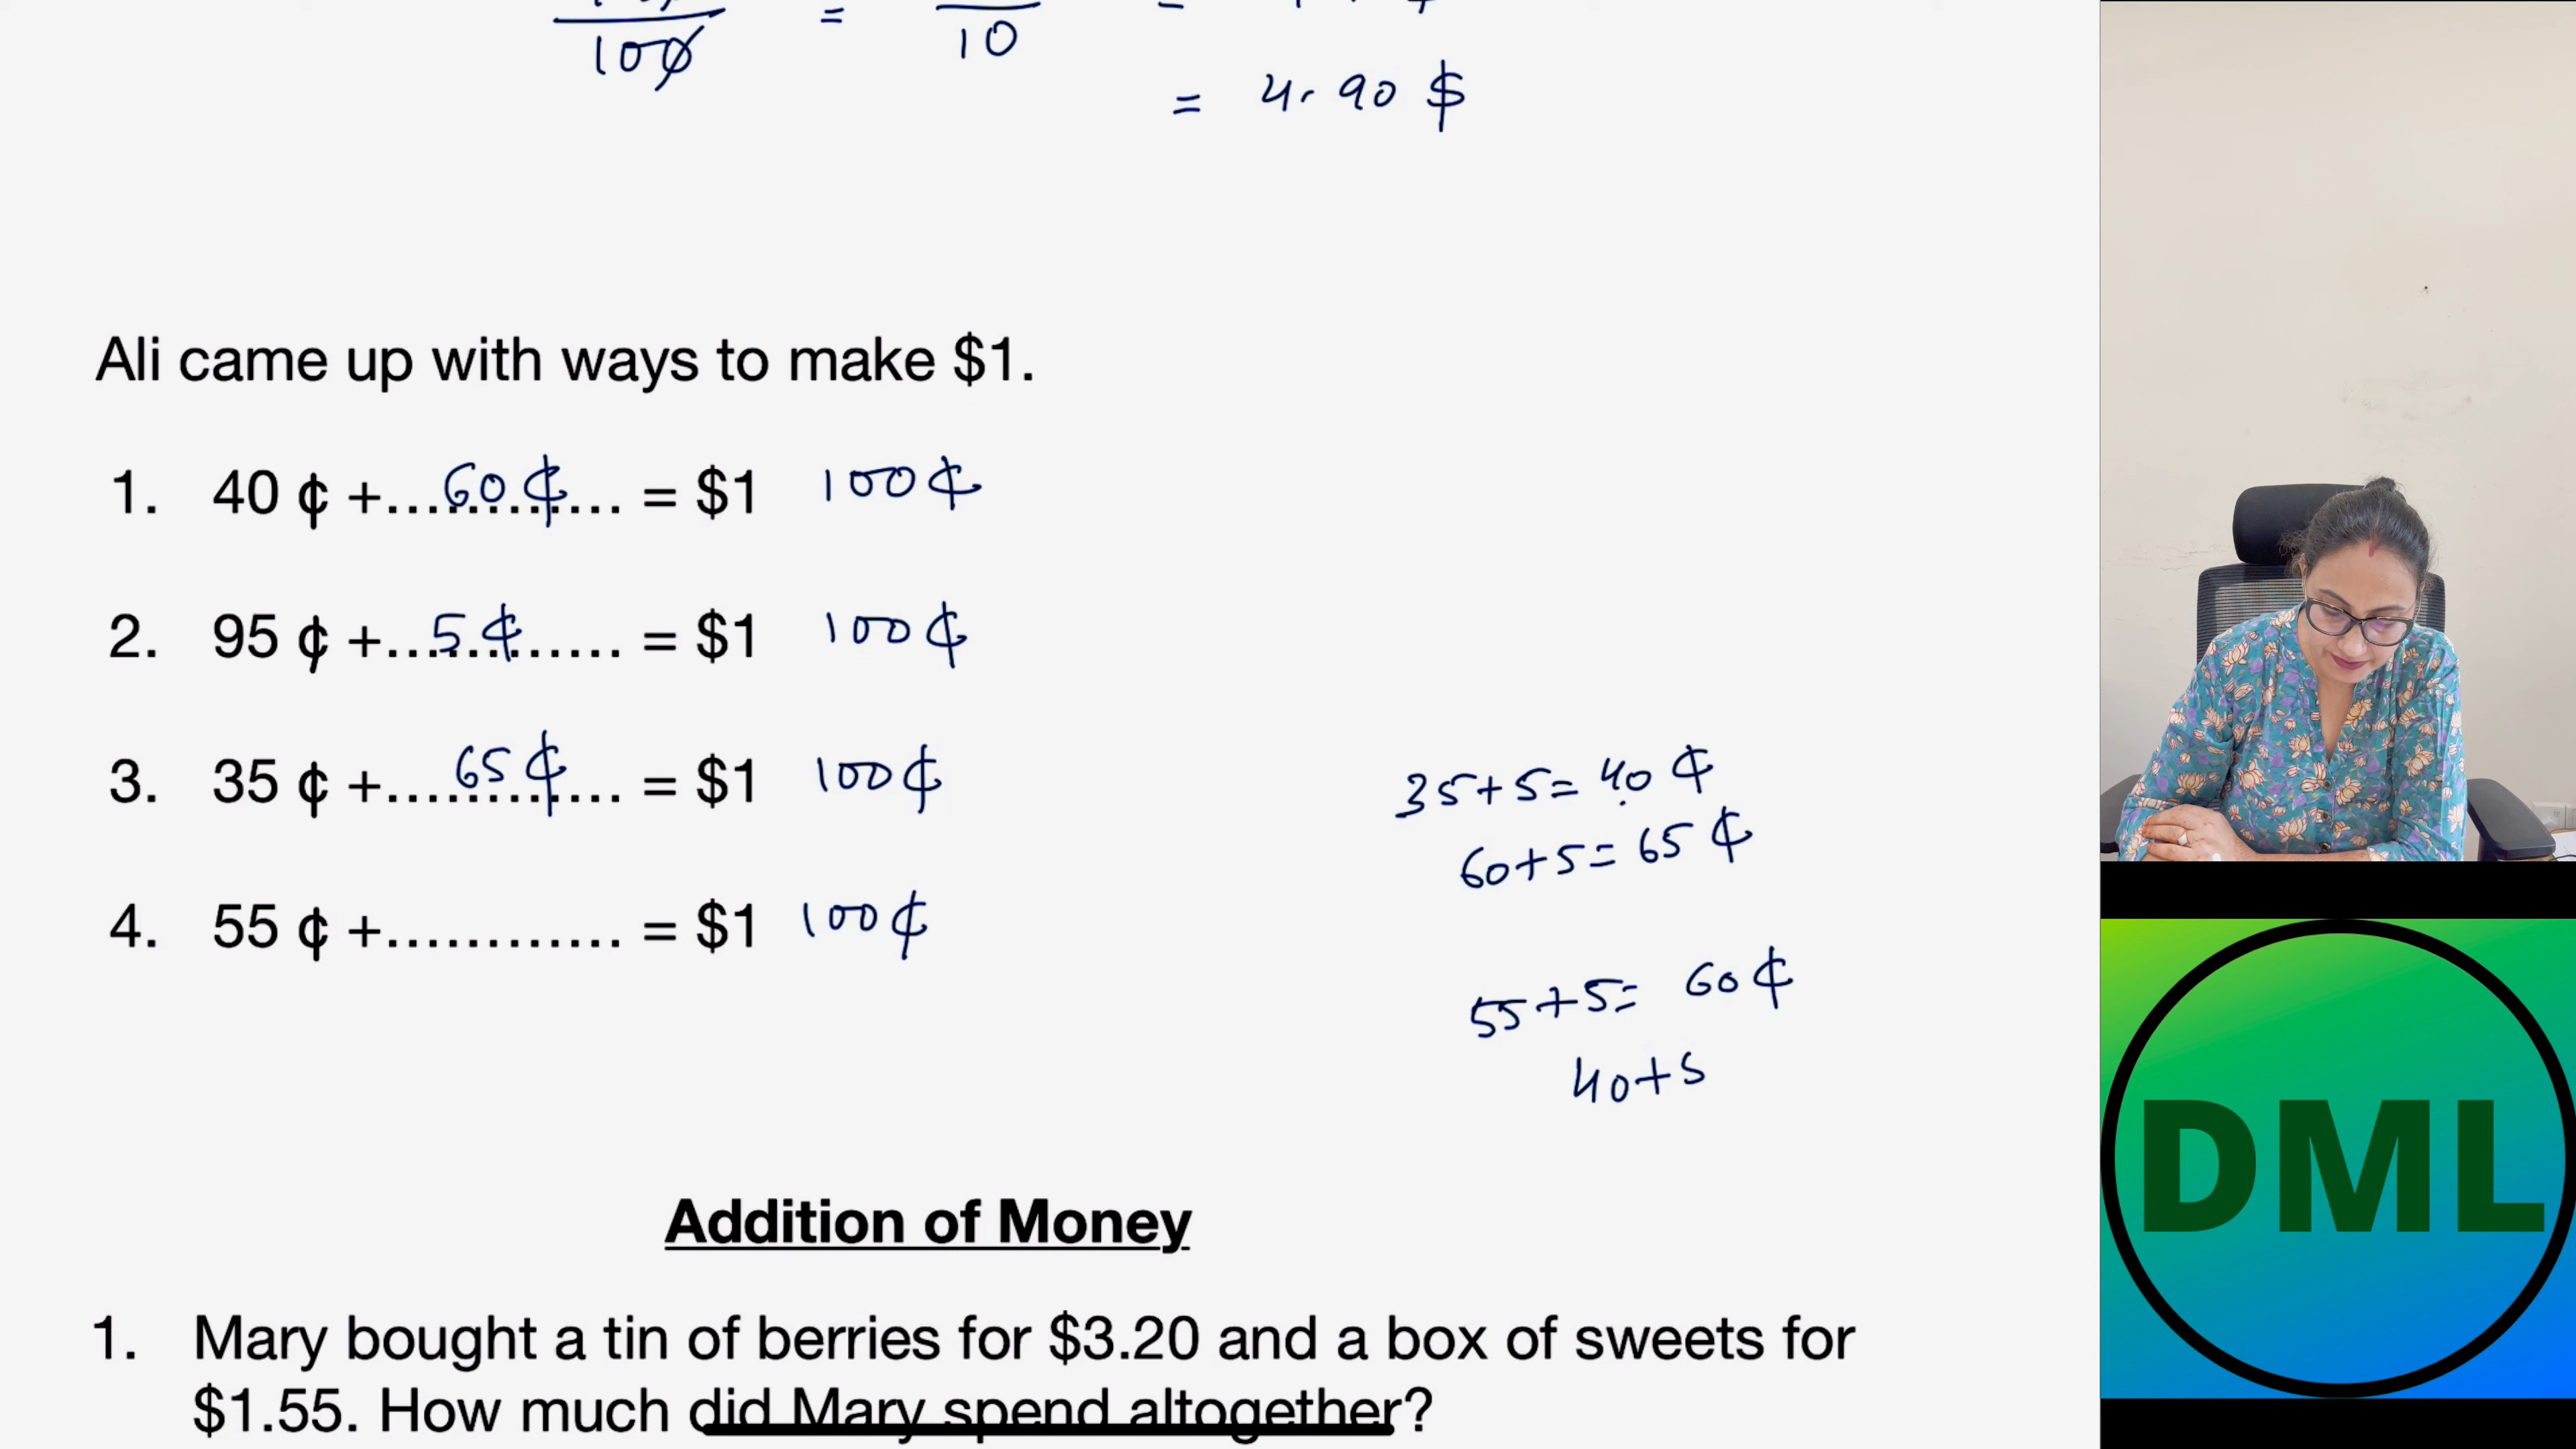 100 = 10 =
= 4.90 $
Ali came up with ways to make $1.
1. 40 ¢ +...60 ¢... = $1 100 ¢
2. 95 ¢ +...5 ¢... = $1 100 ¢
3. 35 ¢ +...65 ¢... = $1 100 ¢
35+5= 40 ¢
60+5= 65 ¢
4. 55 ¢ +............ = $1 100 ¢
55+5= 60 ¢
40+5
Addition of Money
1. Mary bought a tin of berries for $3.20 and a box of sweets for
$1.55. How much did Mary spend altogether?
DML